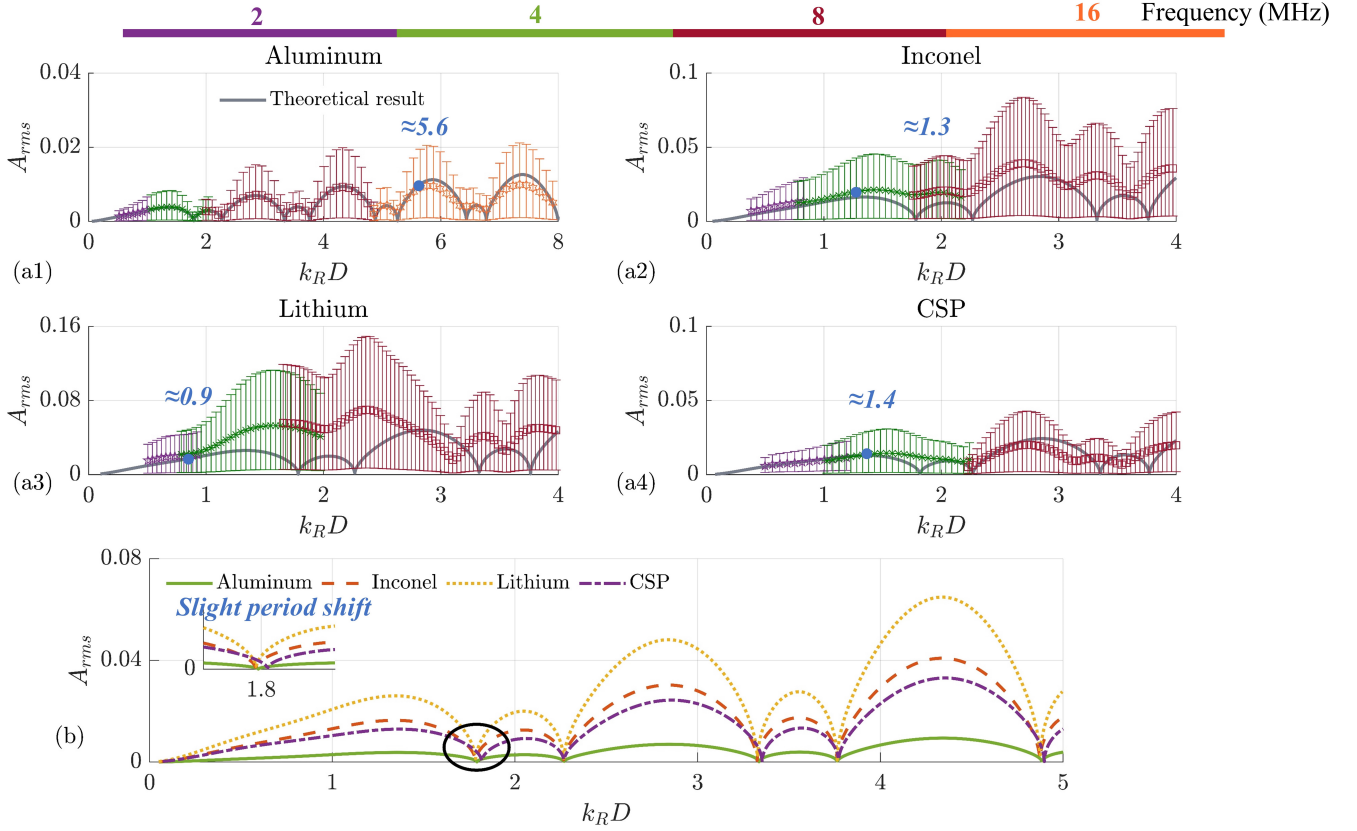 2 4 8 16 Frequency (MHz)
Aluminum
0.04
0.02
0
A_rms
Theoretical result
≈5.6
0 2 4 6 8
(a1)
k_R D
Inconel
0.1
0.05
0
A_rms
≈1.3
0 1 2 3 4
(a2)
k_R D
Lithium
0.16
0.08
0
A_rms
≈0.9
0 1 2 3 4
(a3)
k_R D
CSP
0.1
0.05
0
A_rms
≈1.4
0 1 2 3 4
(a4)
k_R D
0.08
0.04
0
A_rms
Aluminum Inconel Lithium CSP
Slight period shift
0
1.8
(b)
0 1 2 3 4 5
k_R D